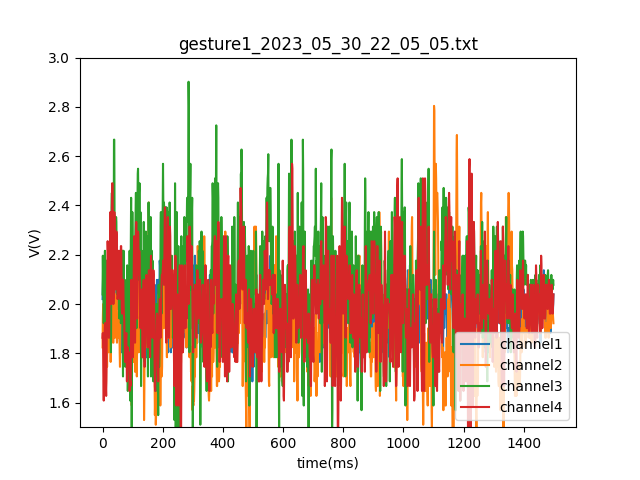 gesture1_2023_05_30_22_05_05.txt
3.0
2.8
2.6
2.4
2.2
2.0
1.8
1.6
V(V)
channel1
channel2
channel3
channel4
0 200 400 600 800 1000 1200 1400
time(ms)